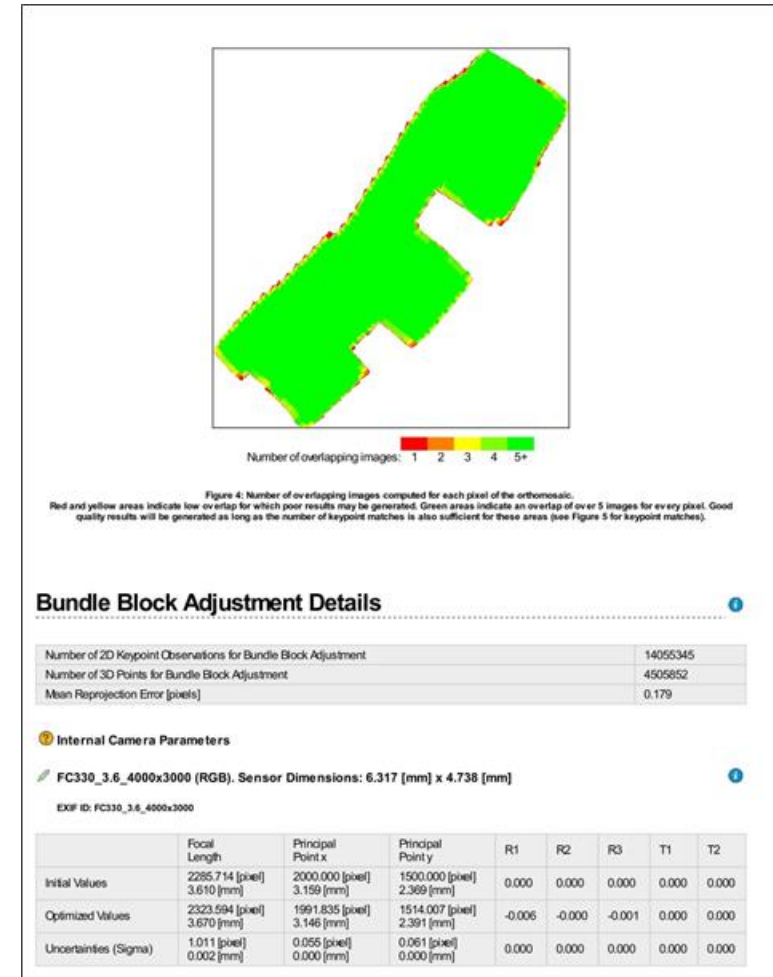 Number of overlapping images: 1 2 3 4 5+
Figure 4: Number of overlapping images computed for each pixel of the orthomosaic.
Red and yellow areas indicate low overlap for which poor results may be generated. Green areas indicate an overlap of over 5 images for every pixel. Good
quality results will be generated as long as the number of keypoint matches is also sufficient for these areas (see Figure 5 for keypoint matches).
Bundle Block Adjustment Details
Number of 2D Keypoint Observations for Bundle Block Adjustment 14055345
Number of 3D Points for Bundle Block Adjustment 4505852
Mean Reprojection Error [pixels] 0.179
Internal Camera Parameters
FC330_3.6_4000x3000 (RGB). Sensor Dimensions: 6.317 [mm] x 4.738 [mm]
EXIF ID: FC330_3.6_4000x3000
Focal Principal Principal
Length Point x Point y R1 R2 R3 T1 T2
Initial Values 2285.714 [pixel] 2000.000 [pixel] 1500.000 [pixel] 0.000 0.000 0.000 0.000 0.000
3.610 [mm] 3.159 [mm] 2.369 [mm]
Optimized Values 2323.594 [pixel] 1991.835 [pixel] 1514.007 [pixel] -0.006 -0.000 -0.001 0.000 0.000
3.670 [mm] 3.146 [mm] 2.391 [mm]
Uncertainties (Sigma) 1.011 [pixel] 0.055 [pixel] 0.061 [pixel] 0.000 0.000 0.000 0.000 0.000
0.002 [mm] 0.000 [mm] 0.000 [mm]